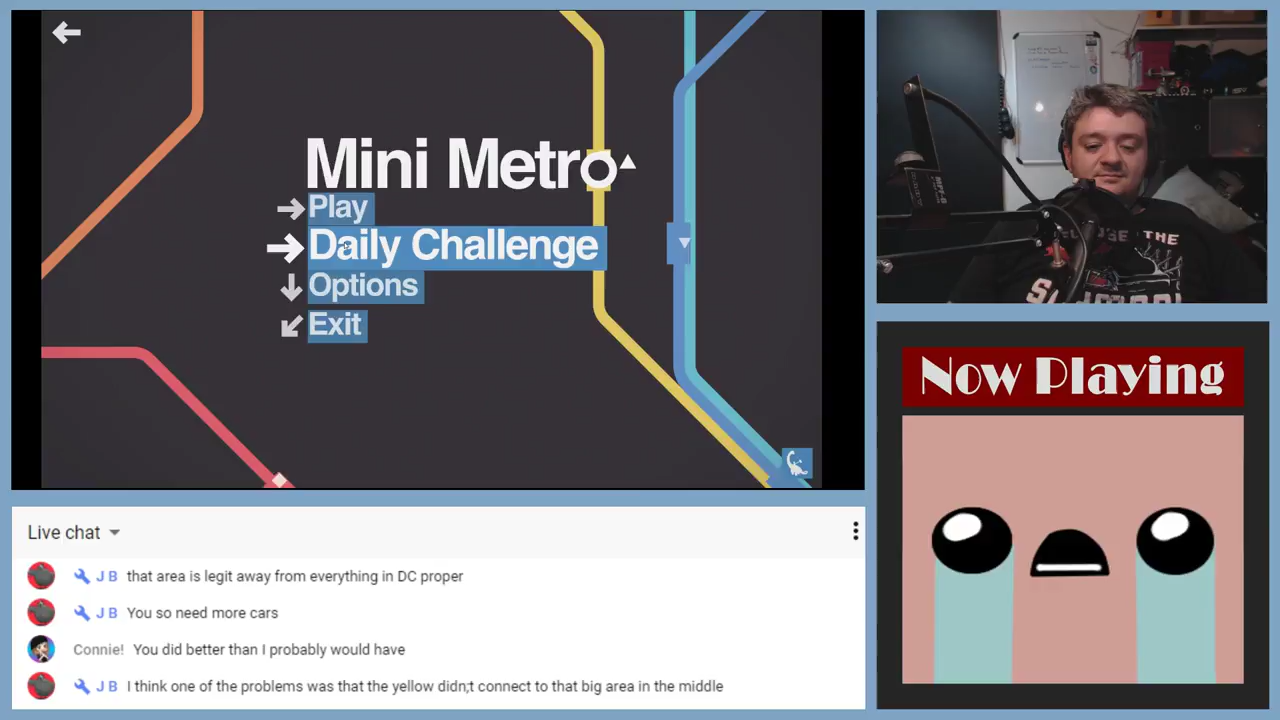 Mini Metro
Play
Daily Challenge
Options
Exit
Now Playing
Live chat
J B that area is legit away from everything in DC proper
J B You so need more cars
Connie! You did better than I probably would have
J B I think one of the problems was that the yellow didn;t connect to that big area in the middle